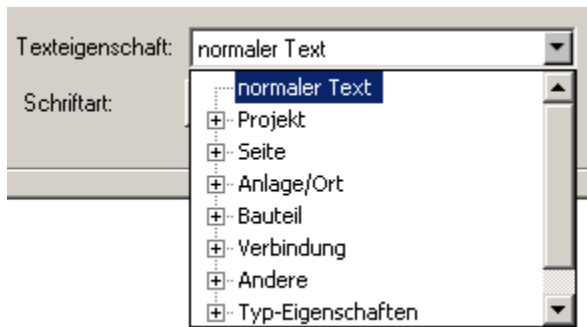 Texteigenschaft: normaler Text
normaler Text
Schriftart:
Projekt
Seite
Anlage/Ort
Bauteil
Verbindung
Andere
Typ-Eigenschaften